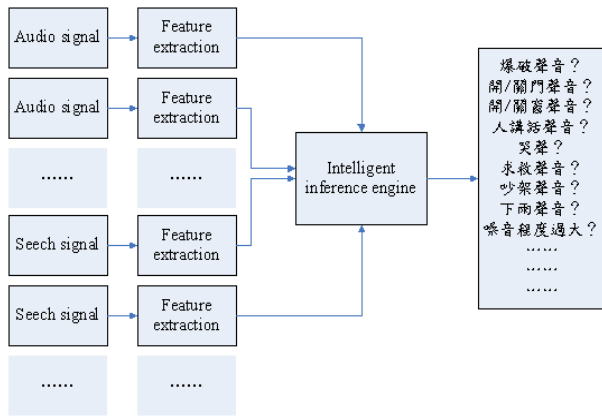 Audio signal
Feature
extraction
Audio signal
Feature
extraction
......
......
Seech signal
Feature
extraction
Seech signal
Feature
extraction
......
......
Intelligent
inference engine
爆破聲音？
開/關門聲音？
開/關窗聲音？
人講話聲音？
哭聲？
求救聲音？
吵架聲音？
下雨聲音？
噪音程度過大？
......
......
......